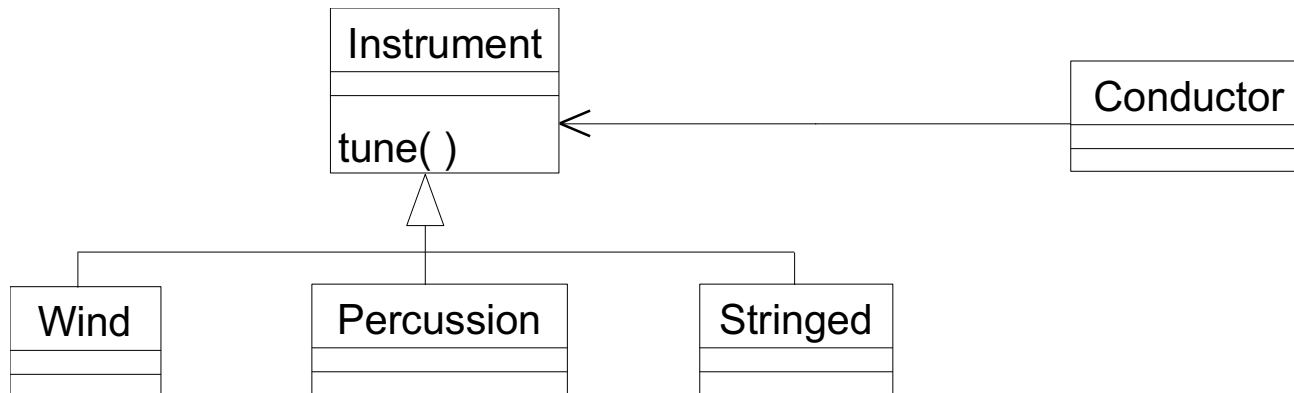 Instrument
Conductor
tune( )
Wind
Percussion
Stringed